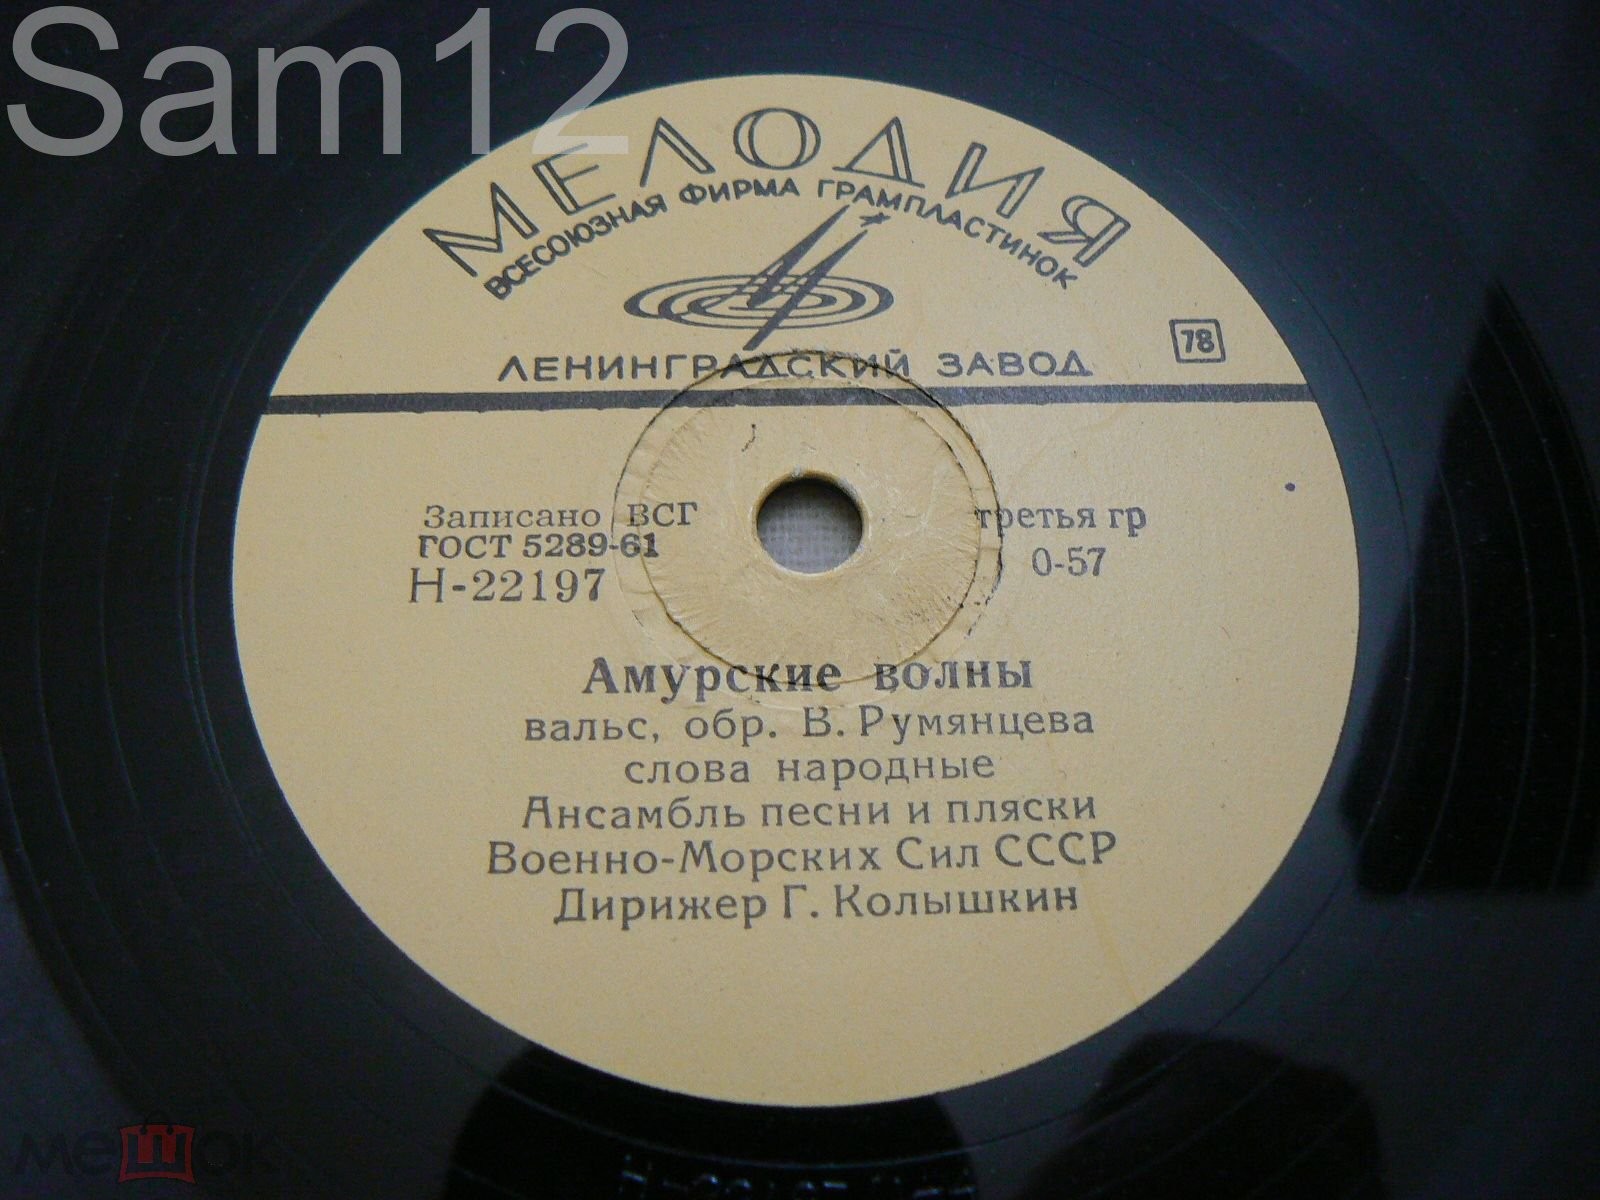 Sam12
МЕЛОДИЯ
ВСЕСОЮЗНАЯ ФИРМА ГРАМПЛАСТИНОК
ЛЕНИНГРАДСКИЙ ЗАВОД
78
Записано ВСГ
ГОСТ 5289-61
Н-22197
третья гр
0-57
Амурские волны
вальс, обр. В. Румянцева
слова народные
Ансамбль песни и пляски
Военно-Морских Сил СССР
Дирижер Г. Колышкин
мешок